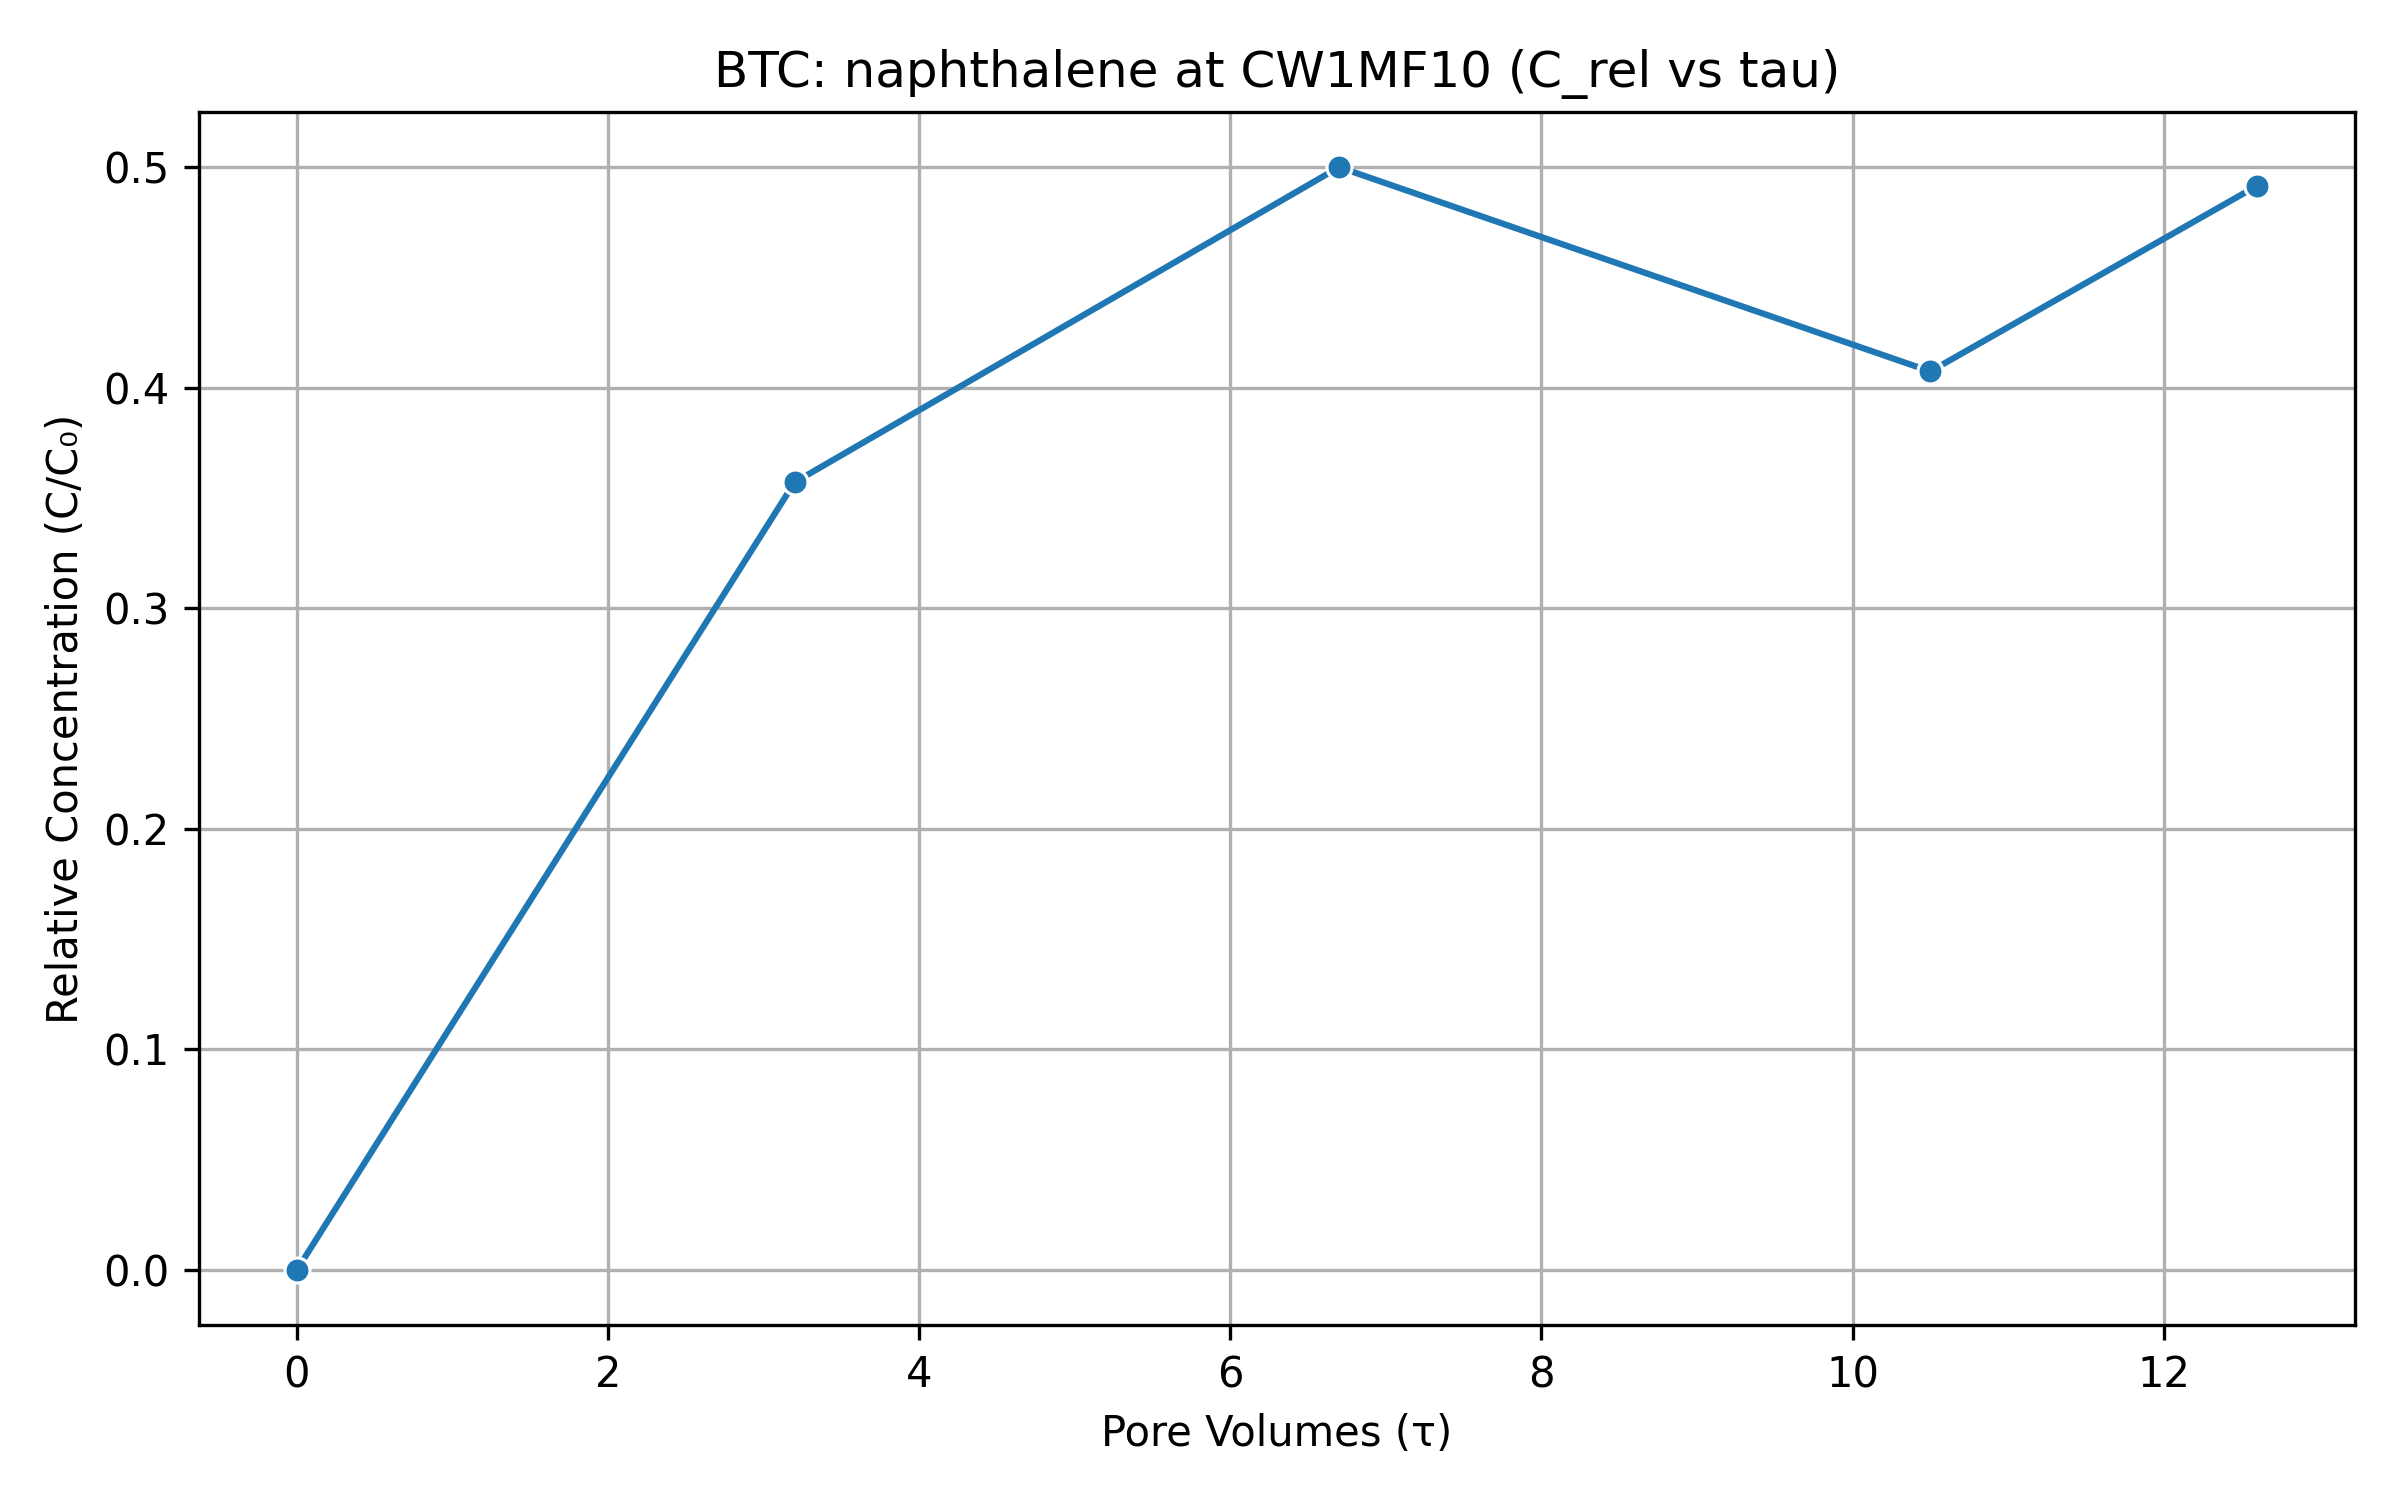 BTC: naphthalene at CW1MF10 (C_rel vs tau)
Relative Concentration (C/C₀)
0.5
0.4
0.3
0.2
0.1
0.0
0 2 4 6 8 10 12
Pore Volumes (τ)